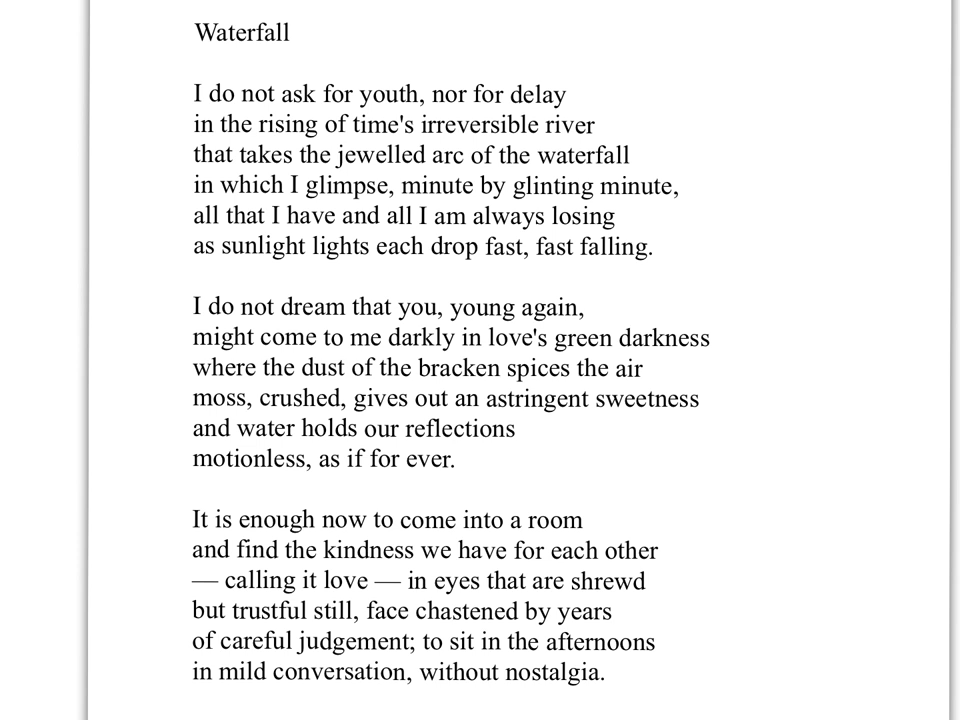 Waterfall
I do not ask for youth, nor for delay
in the rising of time's irreversible river
that takes the jewelled arc of the waterfall
in which I glimpse, minute by glinting minute,
all that I have and all I am always losing
as sunlight lights each drop fast, fast falling.
I do not dream that you, young again,
might come to me darkly in love's green darkness
where the dust of the bracken spices the air
moss, crushed, gives out an astringent sweetness
and water holds our reflections
motionless, as if for ever.
It is enough now to come into a room
and find the kindness we have for each other
— calling it love — in eyes that are shrewd
but trustful still, face chastened by years
of careful judgement; to sit in the afternoons
in mild conversation, without nostalgia.